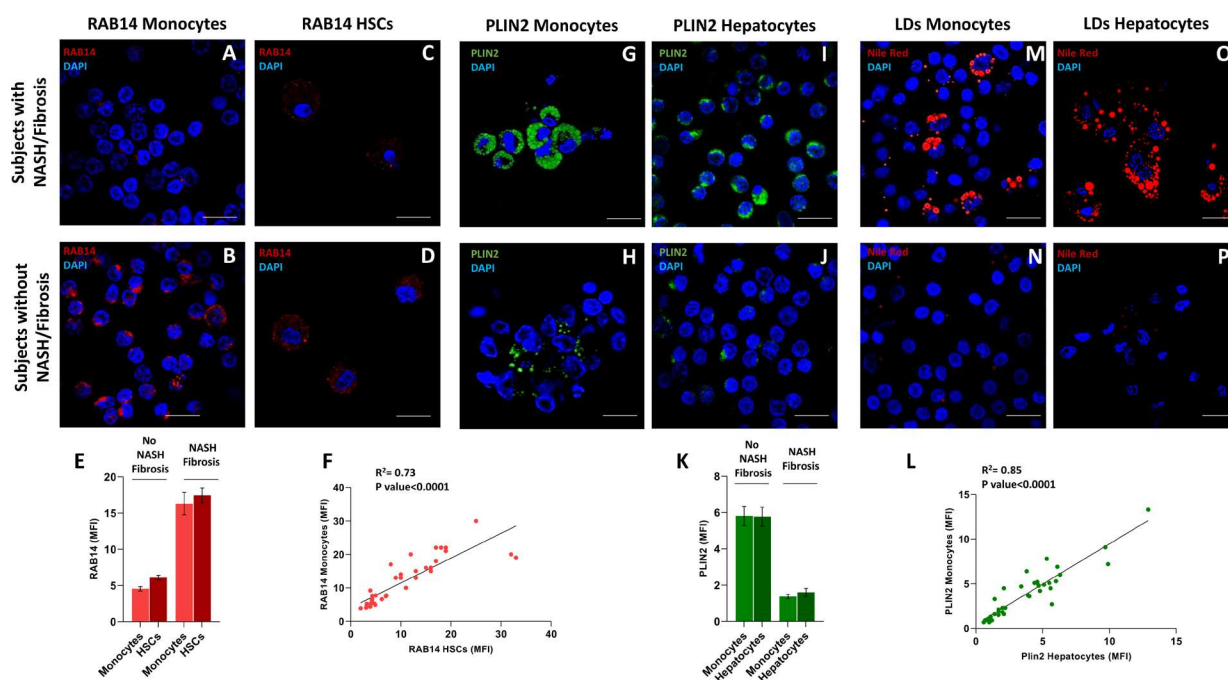 RAB14 Monocytes
RAB14 HSCs
PLIN2 Monocytes
PLIN2 Hepatocytes
LDs Monocytes
LDs Hepatocytes
Subjects with
NASH/Fibrosis
RAB14
DAPI
A
RAB14
DAPI
C
PLIN2
DAPI
G
PLIN2
DAPI
I
Nile Red
DAPI
M
Nile Red
DAPI
O
Subjects without
NASH/Fibrosis
RAB14
DAPI
B
RAB14
DAPI
D
PLIN2
DAPI
H
PLIN2
DAPI
J
Nile Red
DAPI
N
Nile Red
DAPI
P
E
No
NASH
Fibrosis
NASH
Fibrosis
RAB14 (MFI)
20
15
10
5
0
Monocytes
HSCs
Monocytes
HSCs
F
R²= 0.73
P value<0.0001
RAB14 Monocytes (MFI)
40
30
20
10
0
0
10
20
30
40
RAB14 HSCs (MFI)
K
No
NASH
Fibrosis
NASH
Fibrosis
PLIN2 (MFI)
8
6
4
2
0
Monocytes
Hepatocytes
Monocytes
Hepatocytes
L
R²= 0.85
P value<0.0001
PLIN2 Monocytes (MFI)
15
10
5
0
0
5
10
15
Plin2 Hepatocytes (MFI)